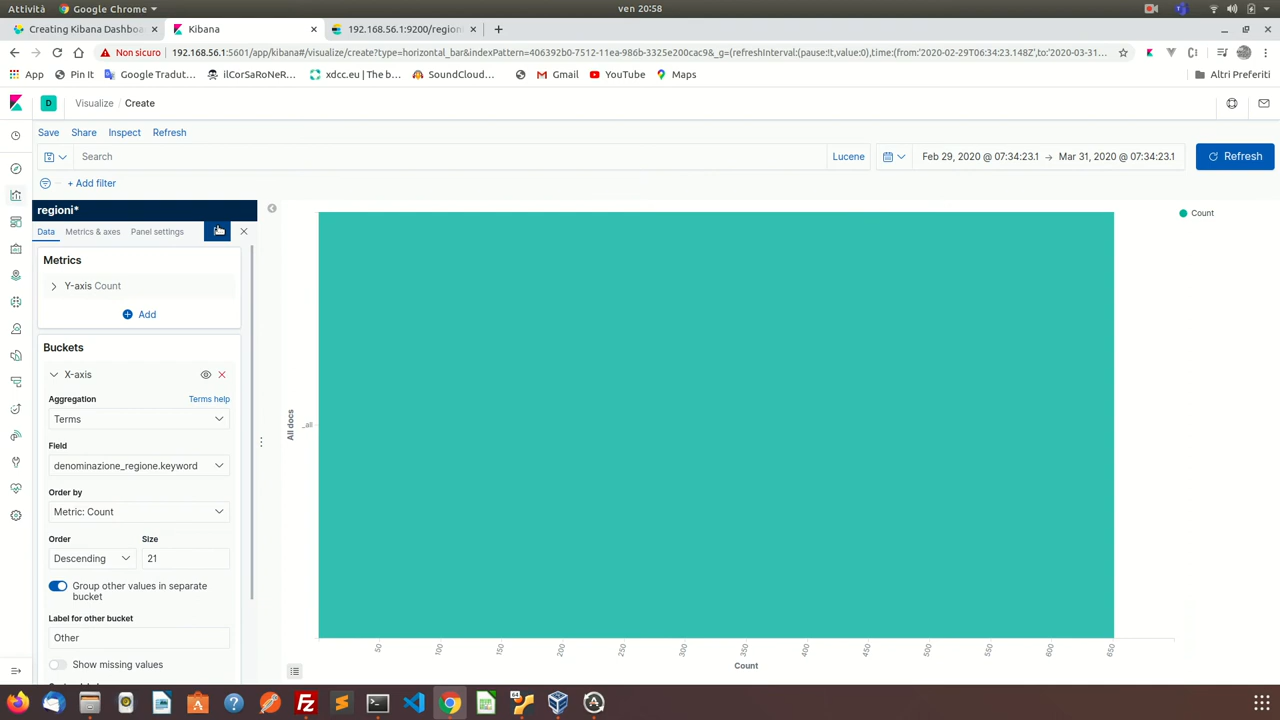 Attività
Google Chrome
ven 20:58
Creating Kibana Dashboa
Kibana
192.168.56.1:9200/region
Non sicuro
192.168.56.1:5601/app/kibana#/visualize/create?type=horizontal_bar&indexPattern=406392b0-7512-11ea-986b-3325e200cac9&_g=(refreshInterval:(pause:!t,value:0),time:(from:'2020-02-29T06:34:23.148Z',to:'2020-03-31...
App
Pin It
Google Tradut...
ilCorSaRoNeR...
xdcc.eu | The b...
SoundCloud...
Gmail
YouTube
Maps
Altri Preferiti
D
Visualize / Create
Save
Share
Inspect
Refresh
Search
Lucene
Feb 29, 2020 @ 07:34:23.1 → Mar 31, 2020 @ 07:34:23.1
Refresh
+ Add filter
regioni*
Data
Metrics & axes
Panel settings
Metrics
Y-axis Count
Add
Buckets
X-axis
Aggregation
Terms help
Terms
Field
denominazione_regione.keyword
Order by
Metric: Count
Order
Size
Descending
21
Group other values in separate
bucket
Label for other bucket
Other
Show missing values
All docs
_all
50
100
150
200
250
300
350
400
450
500
550
600
650
Count
Count